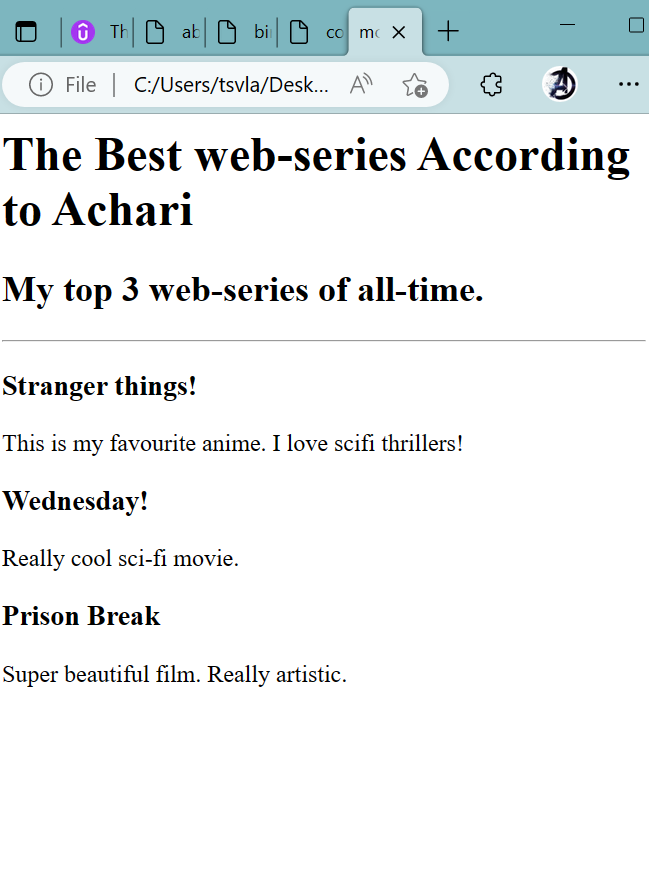 Th ab bi co mo
File C:/Users/tsvla/Desk...
The Best web-series According
to Achari
My top 3 web-series of all-time.
Stranger things!
This is my favourite anime. I love scifi thrillers!
Wednesday!
Really cool sci-fi movie.
Prison Break
Super beautiful film. Really artistic.